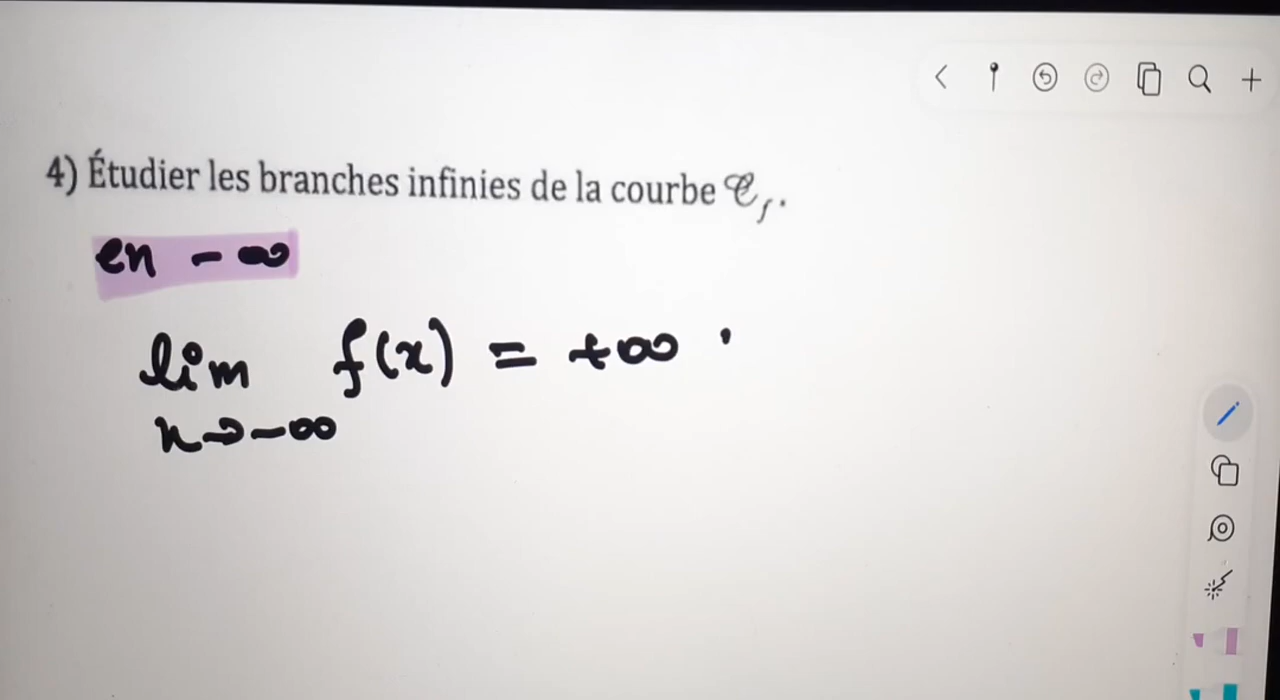 4) Étudier les branches infinies de la courbe 𝒞f.
en - ∞
lim f(x) = +∞ .
x→-∞